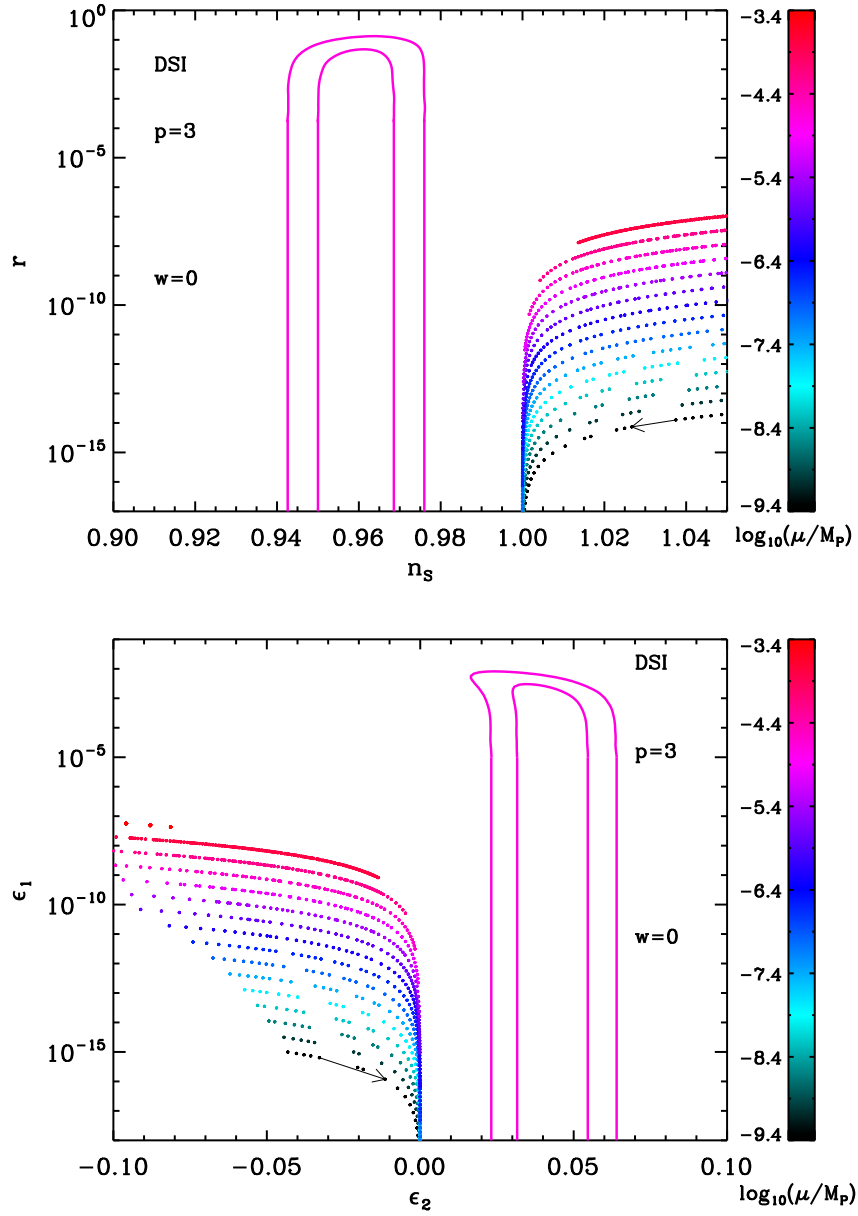 10⁰
10⁻⁵
10⁻¹⁰
10⁻¹⁵
r
DSI
p=3
w=0
0.90 0.92 0.94 0.96 0.98 1.00 1.02 1.04
n_S
-3.4
-4.4
-5.4
-6.4
-7.4
-8.4
-9.4
log₁₀(μ/M_P)
10⁻⁵
10⁻¹⁰
10⁻¹⁵
ϵ₁
DSI
p=3
w=0
-0.10 -0.05 0.00 0.05 0.10
ϵ₂
-3.4
-4.4
-5.4
-6.4
-7.4
-8.4
-9.4
log₁₀(μ/M_P)